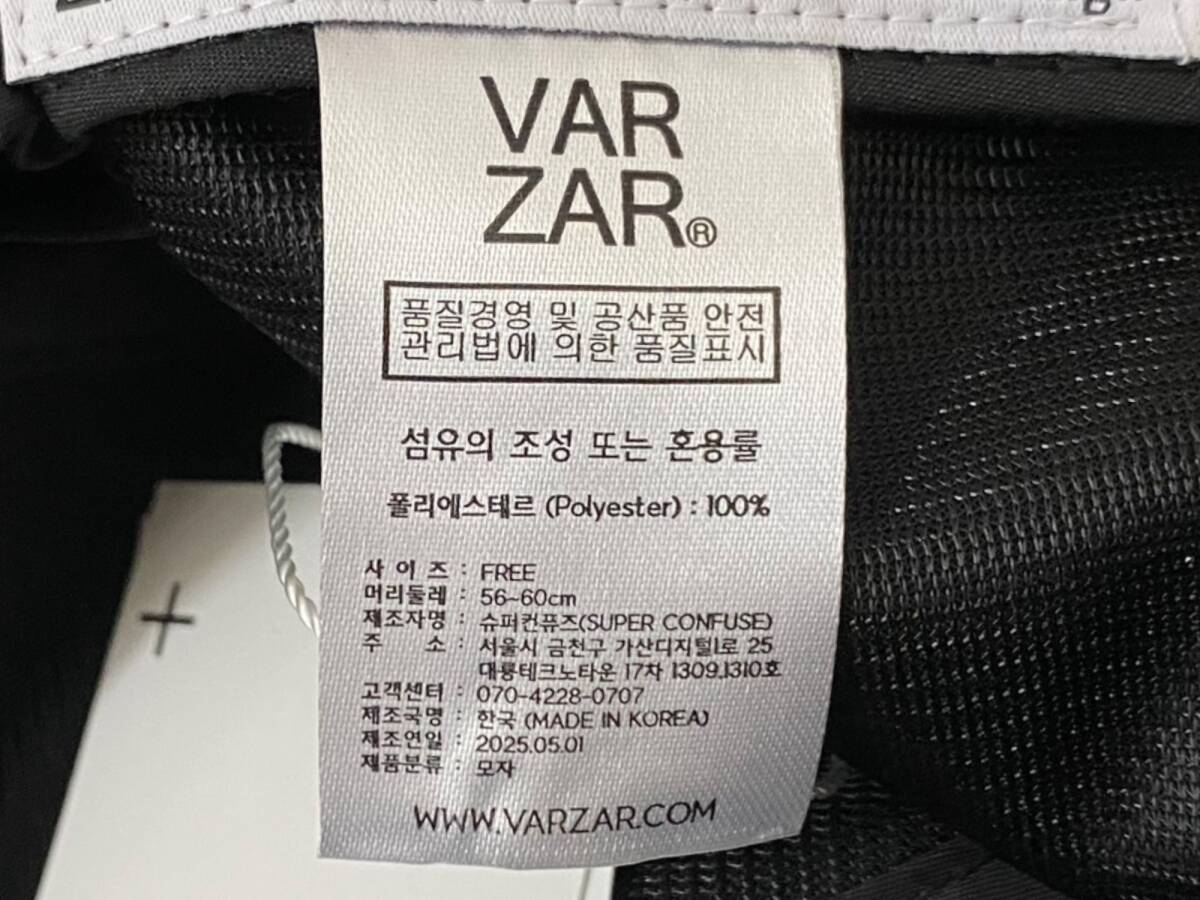 VAR
ZAR®
품질경영 및 공산품 안전
관리법에 의한 품질표시
섬유의 조성 또는 혼용률
폴리에스테르 (Polyester) : 100%
사 이 즈 : FREE
머리둘레 : 56~60cm
제조자명 : 슈퍼컨퓨즈(SUPER CONFUSE)
주 소 : 서울시 금천구 가산디지털1로 25
대륭테크노타운 17차 1309,1310호
고객센터 : 070-4228-0707
제조국명 : 한국 (MADE IN KOREA)
제조연일 : 2025.05.01
제품분류 : 모자
WWW.VARZAR.COM